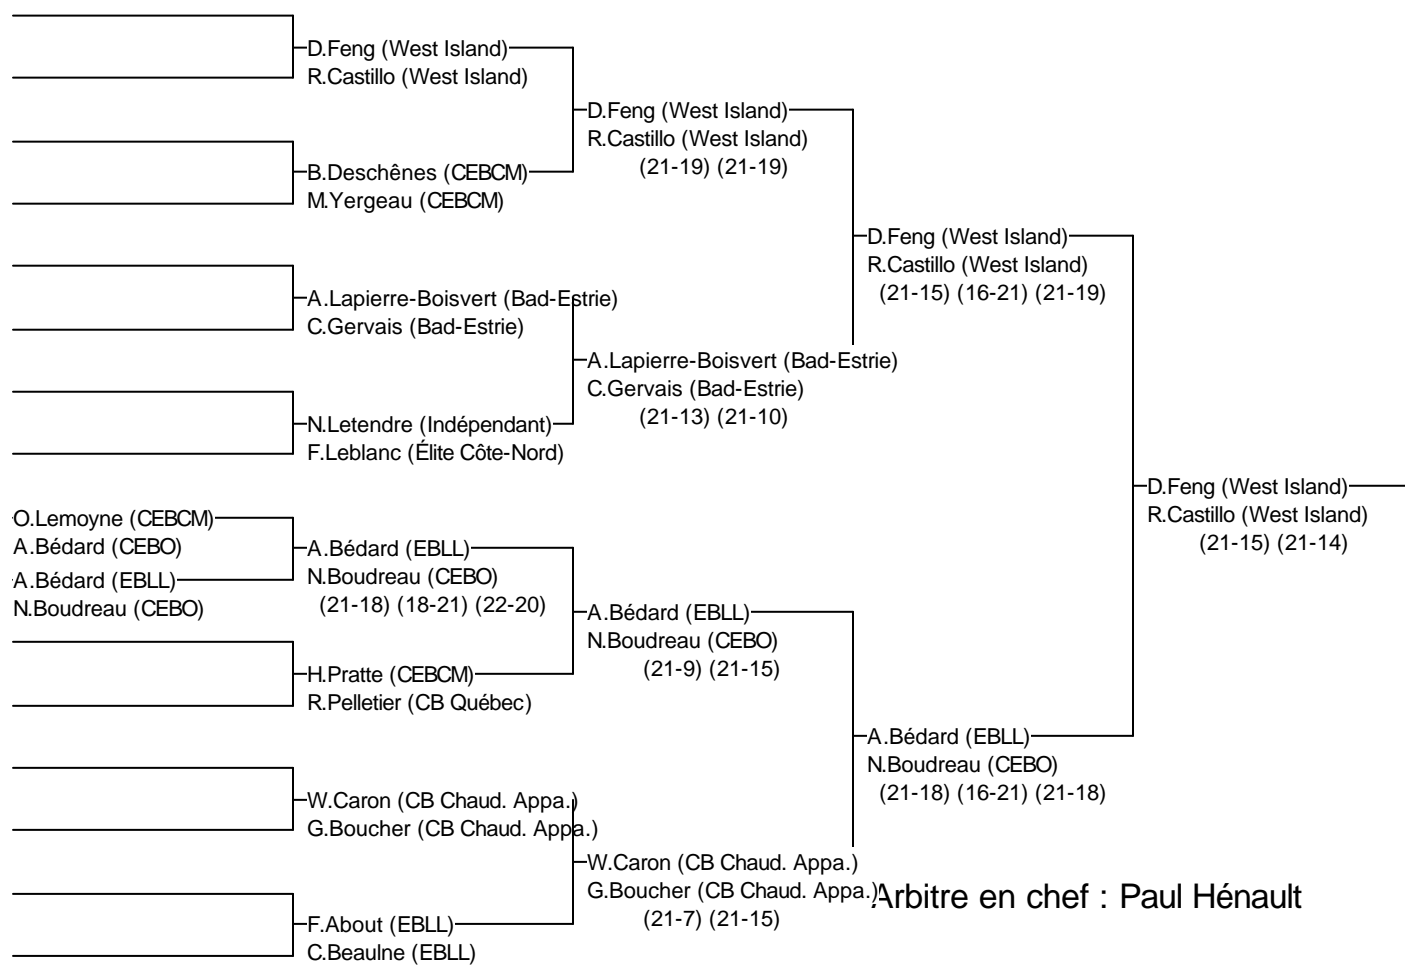 D.Feng (West Island)
R.Castillo (West Island)
D.Feng (West Island)
R.Castillo (West Island)
(21-19) (21-19)
B.Deschênes (CEBCM)
M.Yergeau (CEBCM)
D.Feng (West Island)
R.Castillo (West Island)
(21-15) (16-21) (21-19)
A.Lapierre-Boisvert (Bad-Estrie)
C.Gervais (Bad-Estrie)
A.Lapierre-Boisvert (Bad-Estrie)
C.Gervais (Bad-Estrie)
(21-13) (21-10)
N.Letendre (Indépendant)
F.Leblanc (Élite Côte-Nord)
D.Feng (West Island)
R.Castillo (West Island)
(21-15) (21-14)
O.Lemoyne (CEBCM)
A.Bédard (CEBO)
A.Bédard (EBLL)
N.Boudreau (CEBO)
A.Bédard (EBLL)
N.Boudreau (CEBO)
(21-18) (18-21) (22-20)
A.Bédard (EBLL)
N.Boudreau (CEBO)
(21-9) (21-15)
H.Pratte (CEBCM)
R.Pelletier (CB Québec)
A.Bédard (EBLL)
N.Boudreau (CEBO)
(21-18) (16-21) (21-18)
W.Caron (CB Chaud. Appa.)
G.Boucher (CB Chaud. Appa.)
W.Caron (CB Chaud. Appa.)
G.Boucher (CB Chaud. Appa.)
(21-7) (21-15)
Arbitre en chef : Paul Hénault
F.About (EBLL)
C.Beaulne (EBLL)